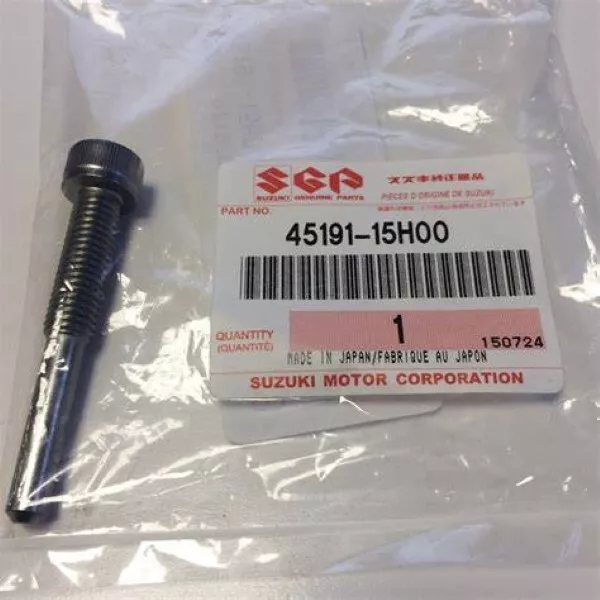 SGP スズキ純正部品
SUZUKI GENUINE PARTS PIECES D'ORIGINE DE SUZUKI
PART NO.
45191-15H00
QUANTITY
(QUANTITÉ)
1
150724
MADE IN JAPAN/FABRIQUE AU JAPON
SUZUKI MOTOR CORPORATION